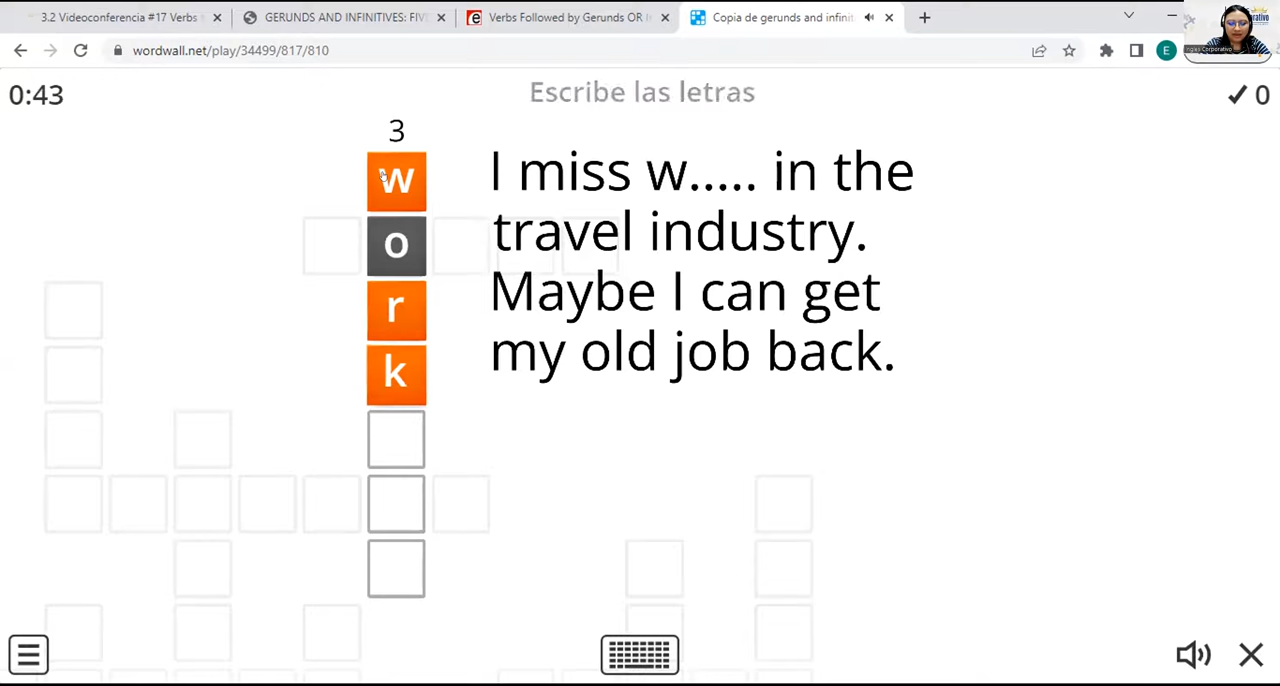 3.2 Videoconferencia #17 Verbs
GERUNDS AND INFINITIVES: FIV
Verbs Followed by Gerunds OR I
Copia de gerunds and infinit
wordwall.net/play/34499/817/810
E
0:43
Escribe las letras
0
3
w
o
r
k
I miss w..... in the
travel industry.
Maybe I can get
my old job back.